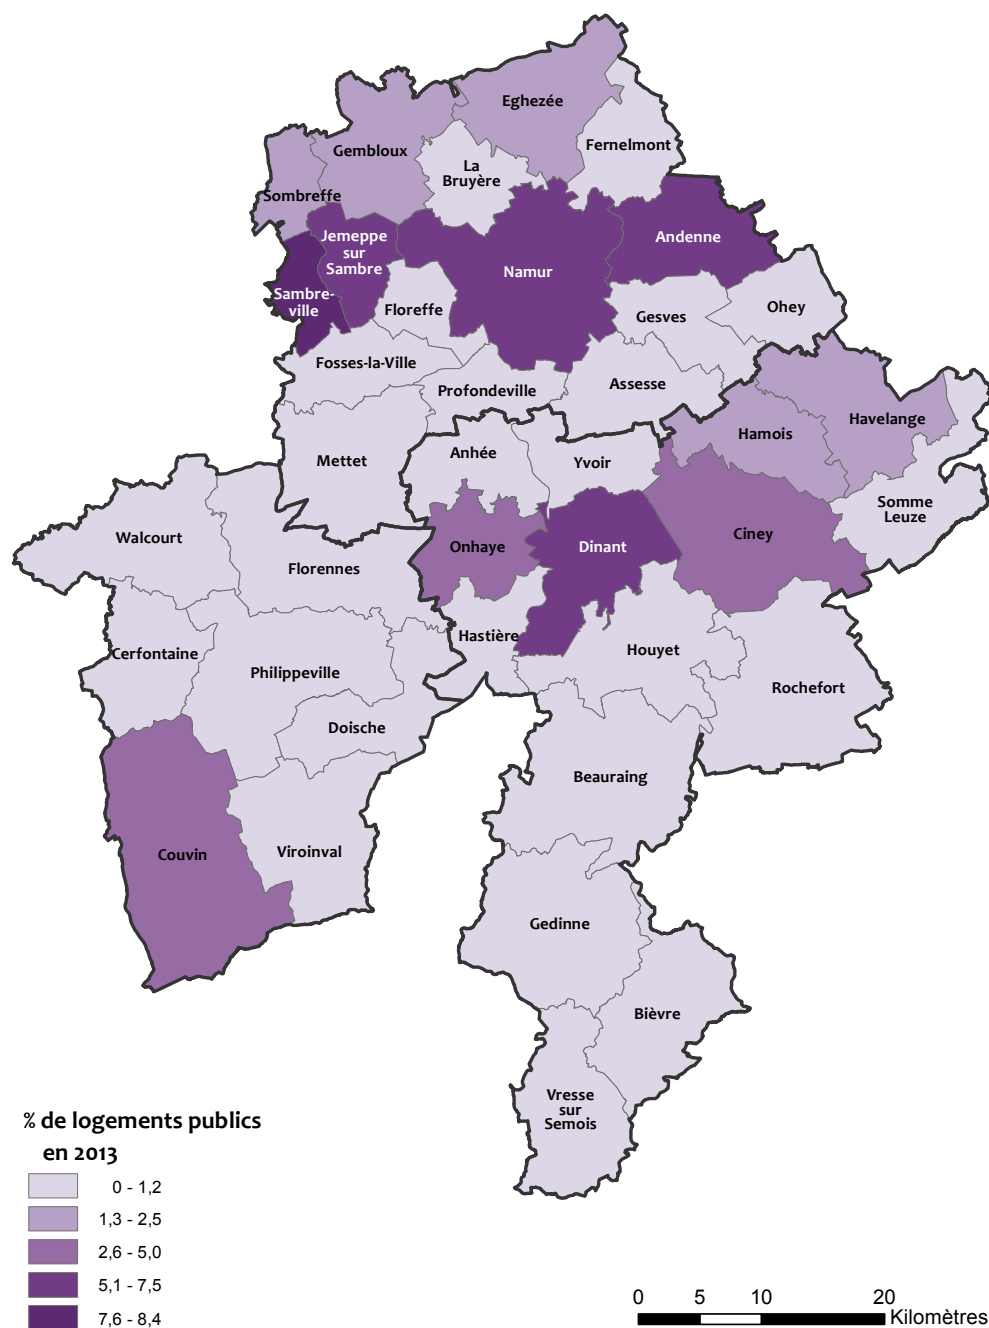 Eghezée
Fernelmont
Gembloux
La
Bruyère
Sombreffe
Jemeppe
sur
Sambre
Andenne
Namur
Sambre-
ville
Floreffe
Gesves
Ohey
Fosses-la-Ville
Profondeville
Assesse
Havelange
Hamois
Mettet
Anhée
Yvoir
Somme
Leuze
Walcourt
Onhaye
Dinant
Ciney
Florennes
Hastière
Houyet
Cerfontaine
Philippeville
Rochefort
Doische
Beauraing
Couvin
Viroinval
Gedinne
Bièvre
Vresse
sur
Semois
% de logements publics
en 2013
0 - 1,2
1,3 - 2,5
2,6 - 5,0
5,1 - 7,5
7,6 - 8,4
0 5 10 20
Kilomètres